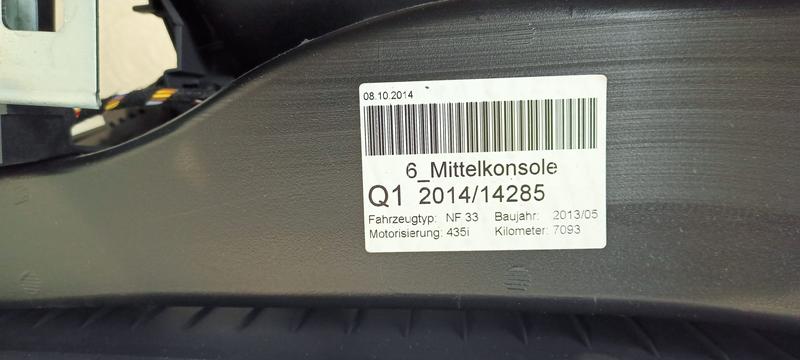 08.10.2014
6_Mittelkonsole
Q1 2014/14285
Fahrzeugtyp: NF 33 Baujahr: 2013/05
Motorisierung: 435i Kilometer: 7093